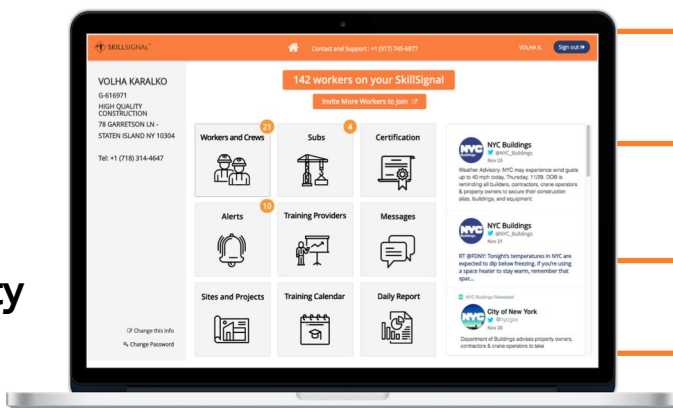 SKILLSIGNAL
Contact and Support : +1 (917) 745-6877
VOLHA K.
Sign out
VOLHA KARALKO
G-616971
HIGH QUALITY
CONSTRUCTION
78 GARRETSON LN -
STATEN ISLAND NY 10304
Tel: +1 (718) 314-4647
Change this info
Change Password
142 workers on your SkillSignal
Invite More Workers to join
Workers and Crews
21
Subs
4
Certification
Alerts
10
Training Providers
Messages
Sites and Projects
Training Calendar
Daily Report
NYC Buildings
@NYC_Buildings
Nov 23
Weather Advisory: NYC may experience wind gusts
up to 40 mph today, Thursday, 11/29. DOB is
reminding all builders, contractors, crane operators
& property owners to secure their construction
sites, buildings, and equipment.
NYC Buildings
@NYC_Buildings
Nov 21
RT @FDNY: Tonight's temperatures in NYC are
expected to dip below freezing. If you're using
a space heater to stay warm, remember that
spac...
NYC Buildings Retweeted
City of New York
@nycgov
Nov 20
Department of Buildings advises property owners,
contractors & crane operators to take
ty